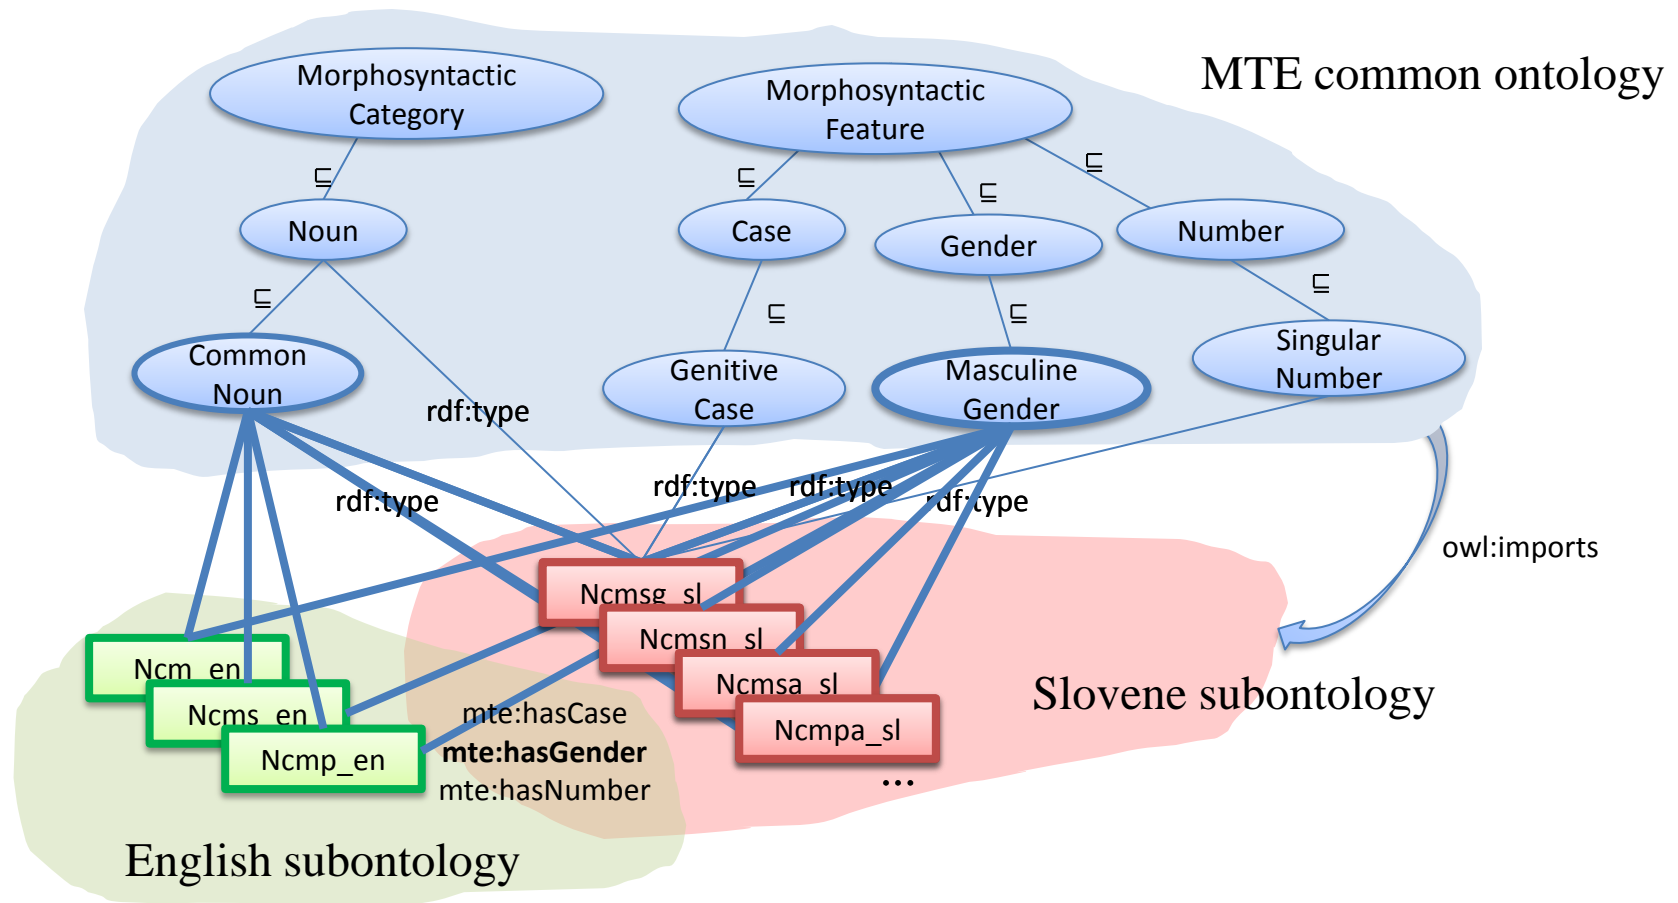 MTE common ontology
Morphosyntactic
Category
Morphosyntactic
Feature
⊑
⊑
⊑
⊑
Noun
Case
Gender
Number
⊑
⊑
⊑
⊑
Common
Noun
Genitive
Case
Masculine
Gender
Singular
Number
rdf:type
rdf:type
rdf:type
rdf:type
rdf:type
owl:imports
Ncmsg_sl
Ncmsn_sl
Ncmsa_sl
Ncmpa_sl
...
Ncm_en
Ncms_en
Ncmp_en
mte:hasCase
mte:hasGender
mte:hasNumber
Slovene subontology
English subontology